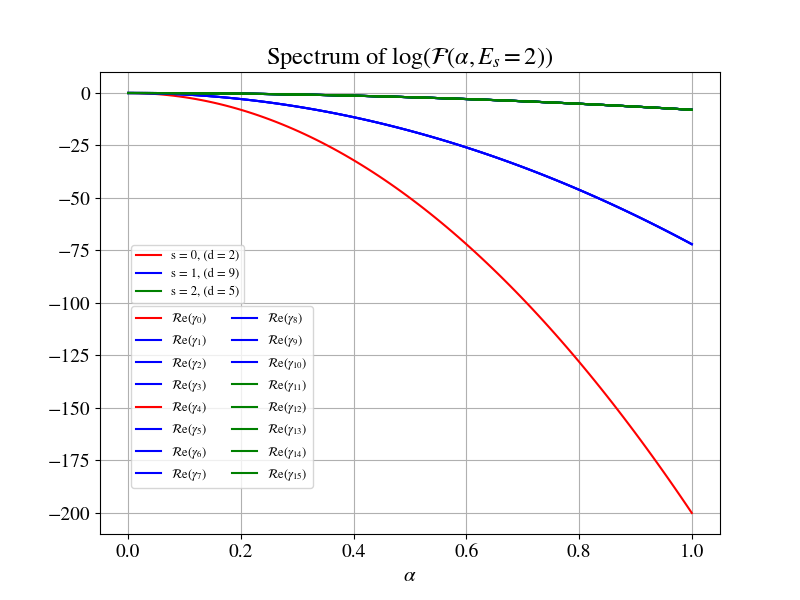 Spectrum of log(ℱ(α, E_s = 2))
0
−25
−50
−75
−100
−125
−150
−175
−200
s = 0, (d = 2)
s = 1, (d = 9)
s = 2, (d = 5)
ℛe(γ₀)
ℛe(γ₁)
ℛe(γ₂)
ℛe(γ₃)
ℛe(γ₄)
ℛe(γ₅)
ℛe(γ₆)
ℛe(γ₇)
ℛe(γ₈)
ℛe(γ₉)
ℛe(γ₁₀)
ℛe(γ₁₁)
ℛe(γ₁₂)
ℛe(γ₁₃)
ℛe(γ₁₄)
ℛe(γ₁₅)
0.0 0.2 0.4 0.6 0.8 1.0
α